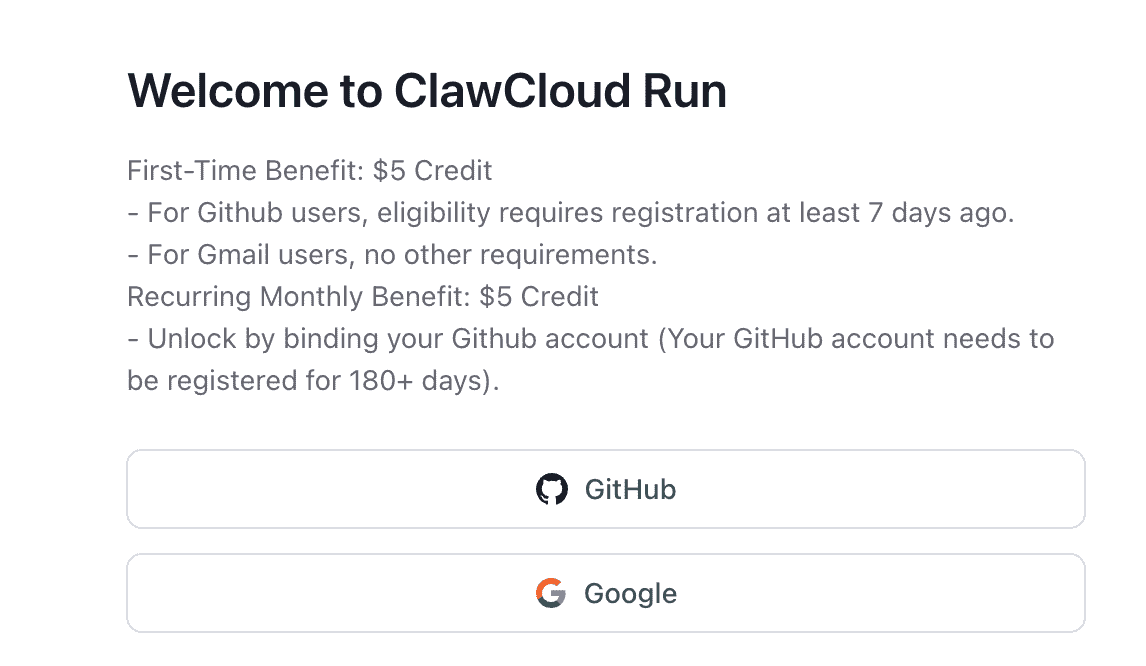 Welcome to ClawCloud Run
First-Time Benefit: $5 Credit
- For Github users, eligibility requires registration at least 7 days ago.
- For Gmail users, no other requirements.
Recurring Monthly Benefit: $5 Credit
- Unlock by binding your Github account (Your GitHub account needs to
be registered for 180+ days).
GitHub
Google